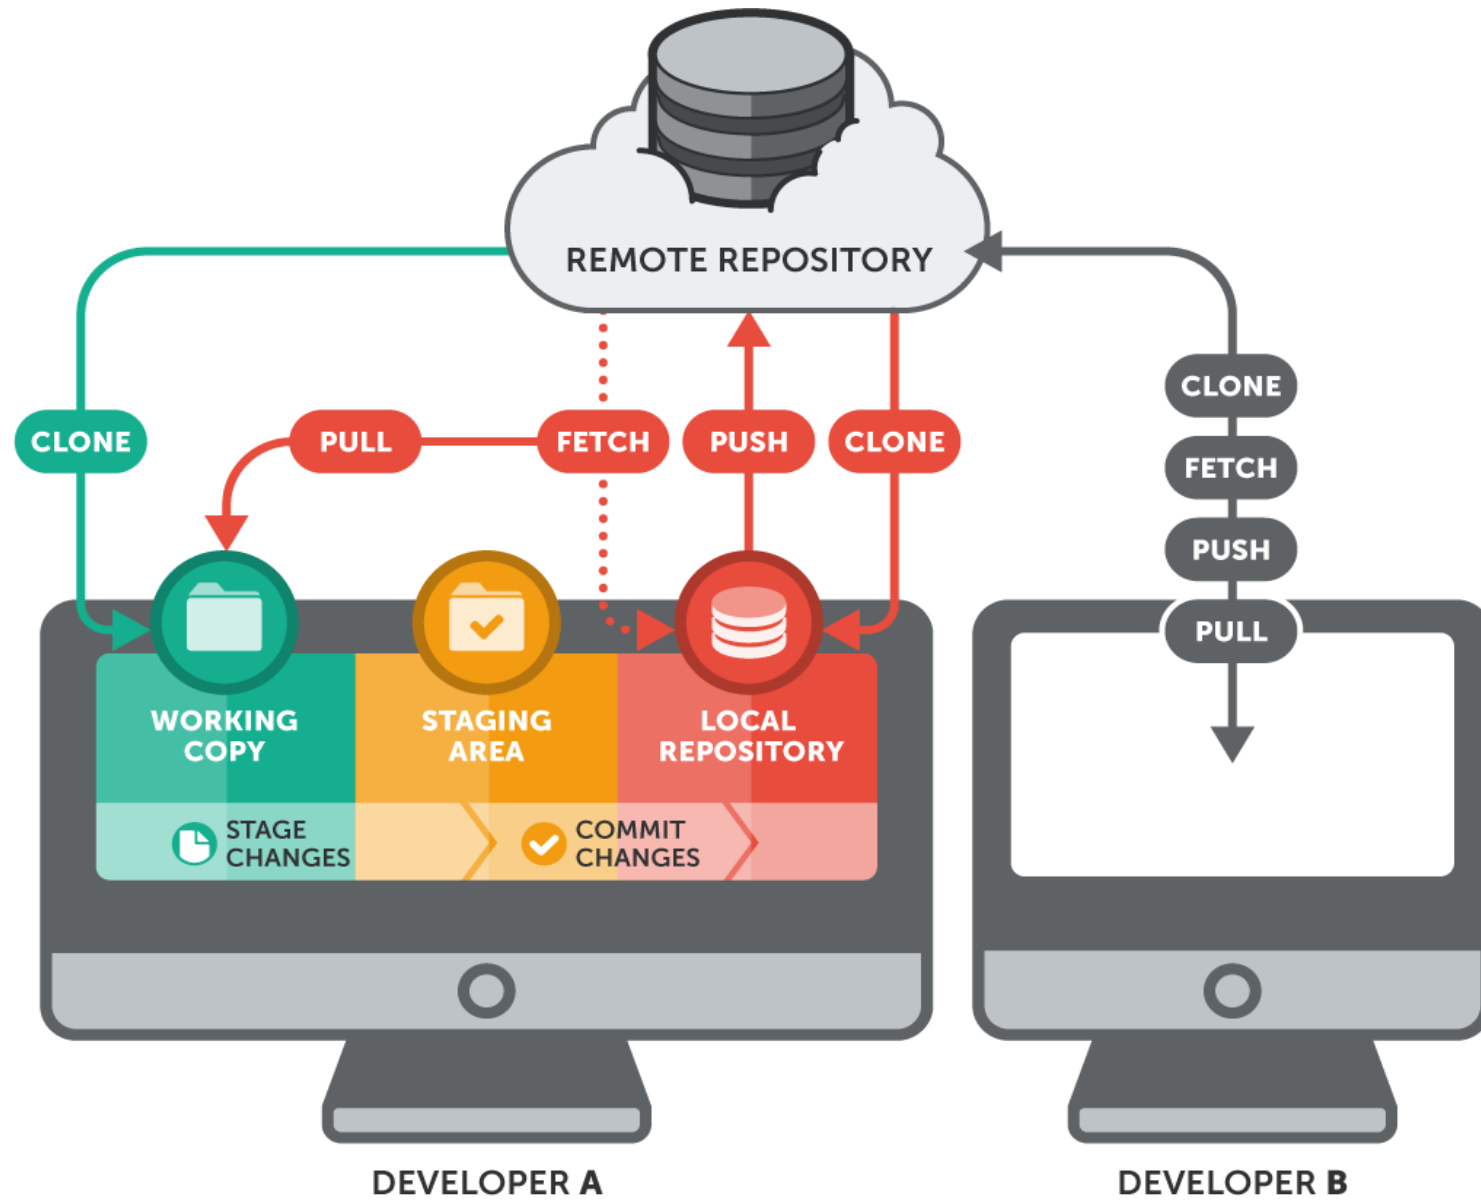 REMOTE REPOSITORY
CLONE
PULL
FETCH
PUSH
CLONE
CLONE
FETCH
PUSH
PULL
WORKING
COPY
STAGING
AREA
LOCAL
REPOSITORY
STAGE
CHANGES
COMMIT
CHANGES
DEVELOPER A
DEVELOPER B